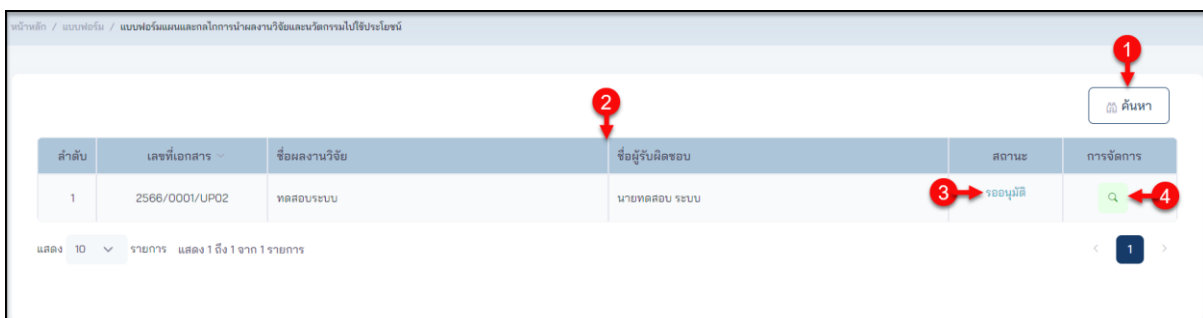 หน้าหลัก / แบบฟอร์ม / แบบฟอร์มแผนและกลไกการนำผลงานวิจัยและนวัตกรรมไปใช้ประโยชน์
1
ค้นหา
2
ลำดับ เลขที่เอกสาร ชื่อผลงานวิจัย ชื่อผู้รับผิดชอบ สถานะ การจัดการ
1 2566/0001/UP02 ทดสอบระบบ นายทดสอบ ระบบ 3 รออนุมัติ 4
แสดง 10 รายการ แสดง 1 ถึง 1 จาก 1 รายการ < 1 >